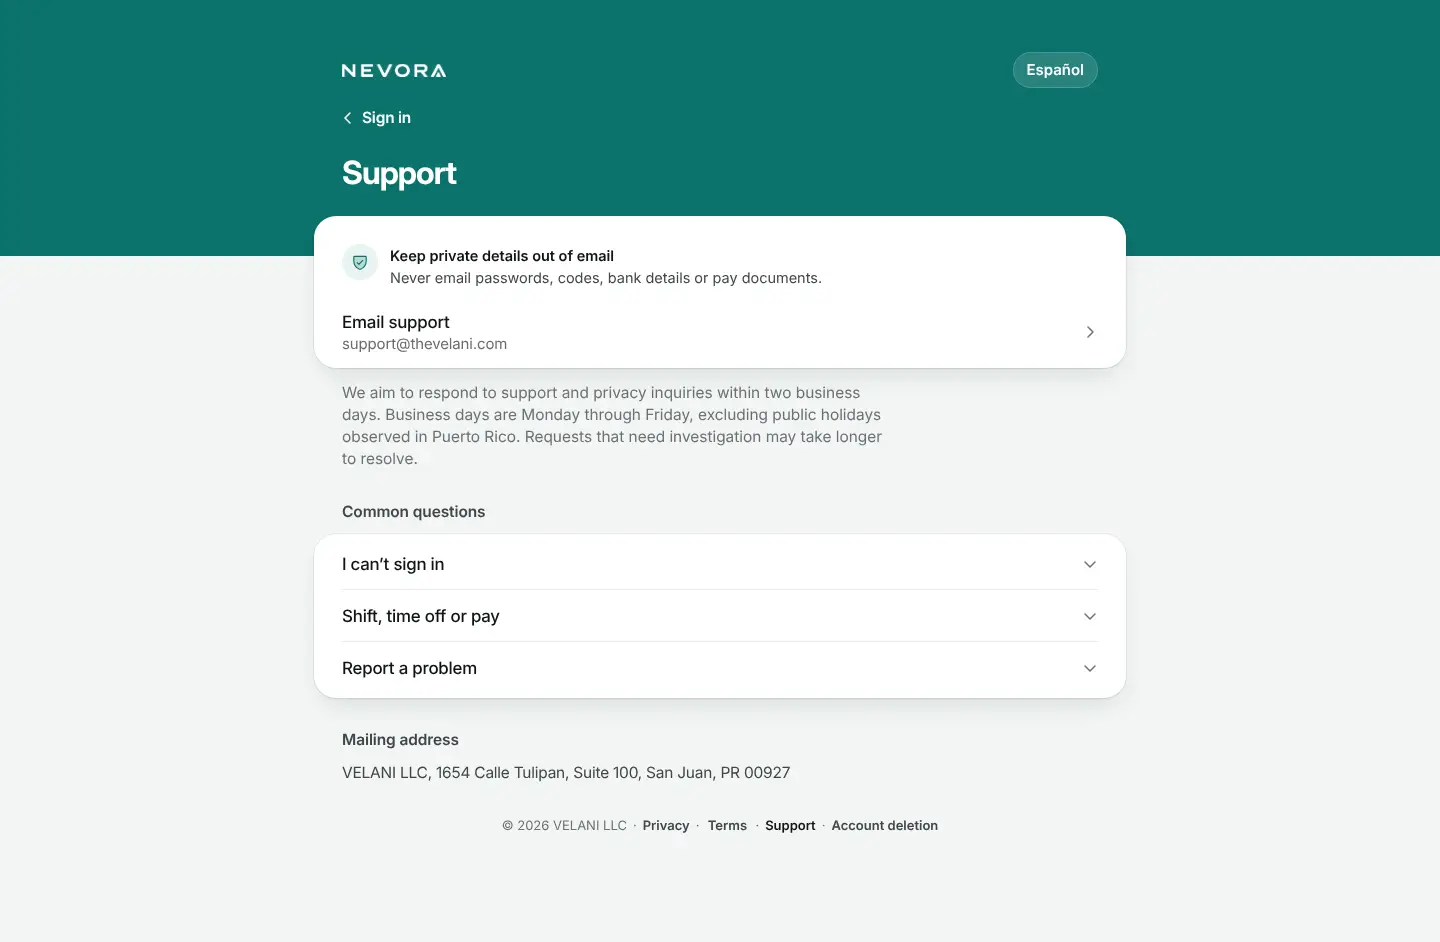 NEVORA
Español
Sign in
Support
Keep private details out of email
Never email passwords, codes, bank details or pay documents.
Email support
support@thevelani.com
We aim to respond to support and privacy inquiries within two business
days. Business days are Monday through Friday, excluding public holidays
observed in Puerto Rico. Requests that need investigation may take longer
to resolve.
Common questions
I can’t sign in
Shift, time off or pay
Report a problem
Mailing address
VELANI LLC, 1654 Calle Tulipan, Suite 100, San Juan, PR 00927
© 2026 VELANI LLC · Privacy · Terms · Support · Account deletion